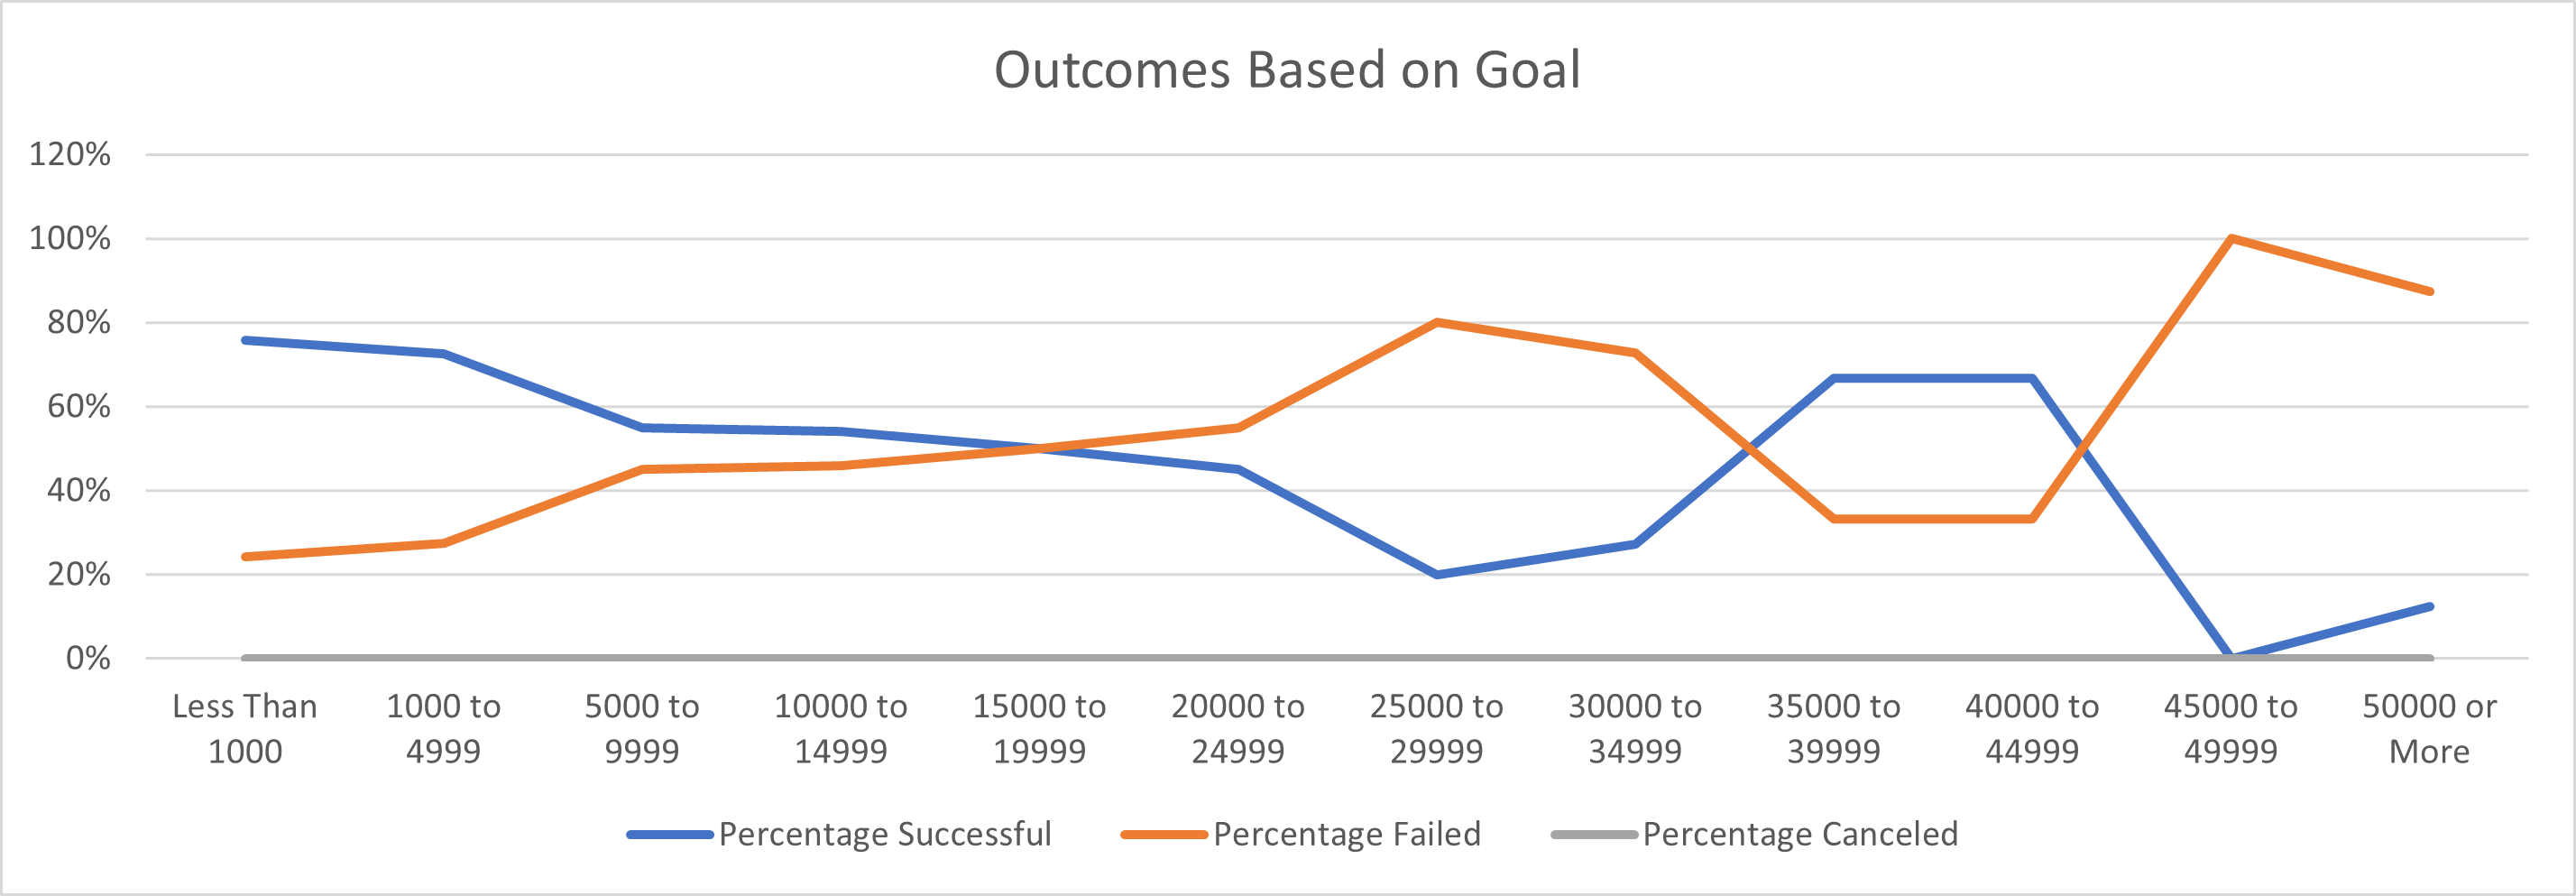 Outcomes Based on Goal
120%
100%
80%
60%
40%
20%
0%
Less Than
1000
1000 to
4999
5000 to
9999
10000 to
14999
15000 to
19999
20000 to
24999
25000 to
29999
30000 to
34999
35000 to
39999
40000 to
44999
45000 to
49999
50000 or
More
Percentage Successful
Percentage Failed
Percentage Canceled